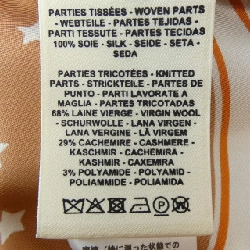 PARTIES TISSÉES - WOVEN PARTS
- WEBTEILE - PARTES TEJIDAS -
PARTI TESSUTE - PARTES TECIDAS
100% SOIE - SILK - SEIDE - SETA -
SEDA
PARTIES TRICOTÉES - KNITTED
PARTS - STRICKTEILE - PARTES DE
PUNTO - PARTI LAVORATE A
MAGLIA - PARTES TRICOTADAS
68% LAINE VIERGE - VIRGIN WOOL
- SCHURWOLLE - LANA VIRGEN -
LANA VERGINE - LÃ VIRGEM
29% CACHEMIRE - CASHMERE -
KASCHMIR - CACHEMIRA -
KASHMIR - CAXEMIRA
3% POLYAMIDE - POLYAMID -
POLIAMMIDE - POLIAMIDA
P